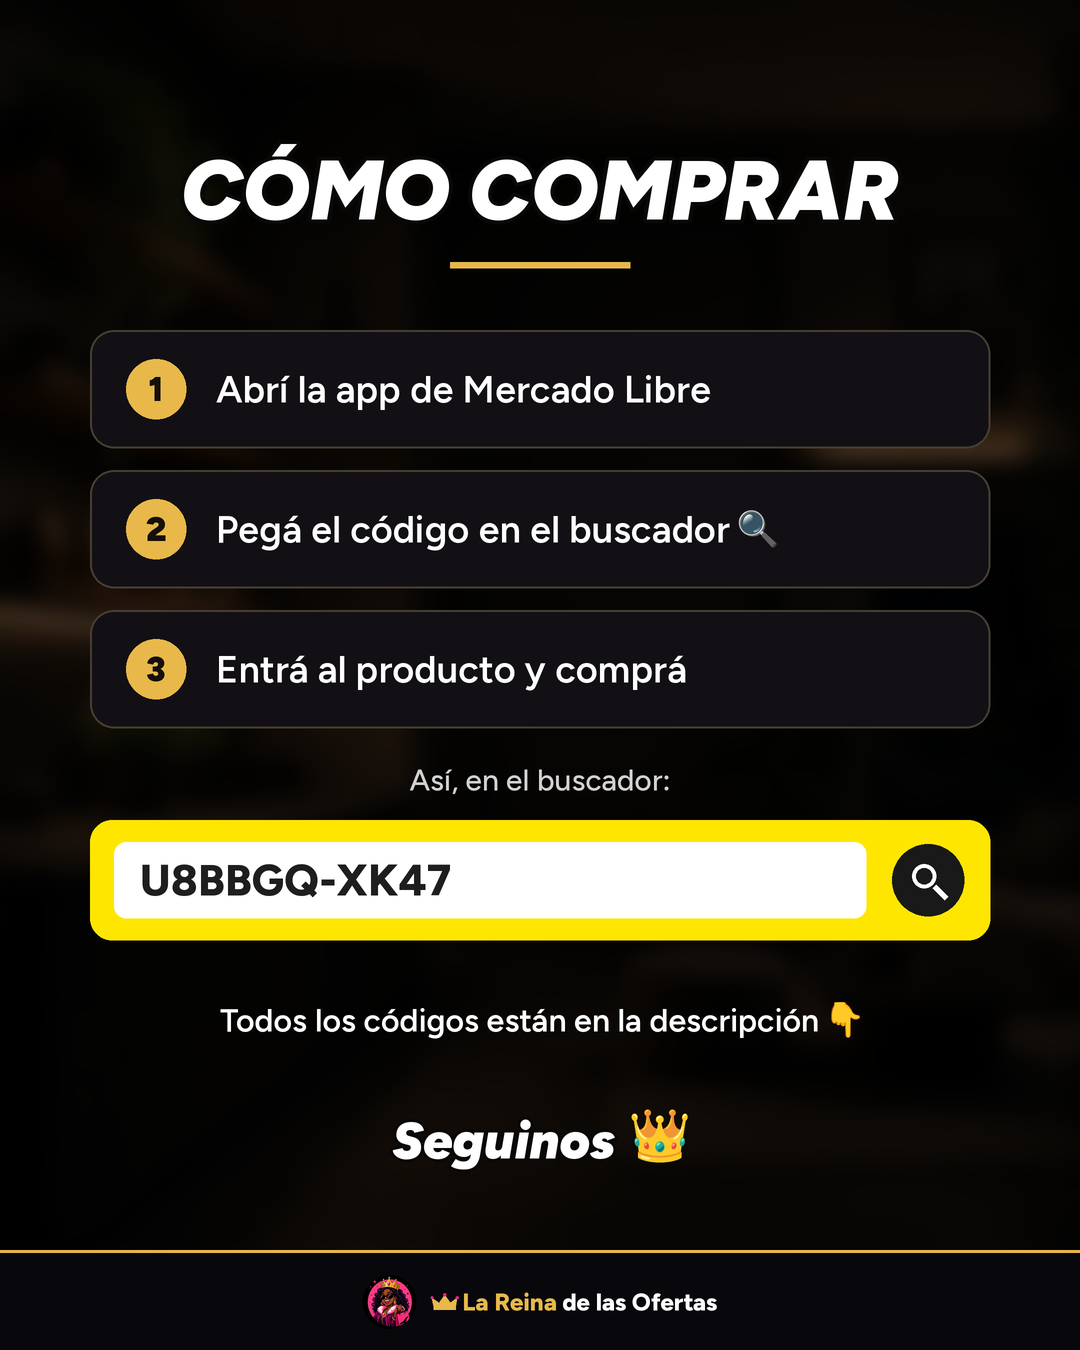 CÓMO COMPRAR
1 Abrí la app de Mercado Libre
2 Pegá el código en el buscador 🔍
3 Entrá al producto y comprá
Así, en el buscador:
U8BBGQ-XK47
Todos los códigos están en la descripción 👇
Seguinos 👑
La Reina de las Ofertas